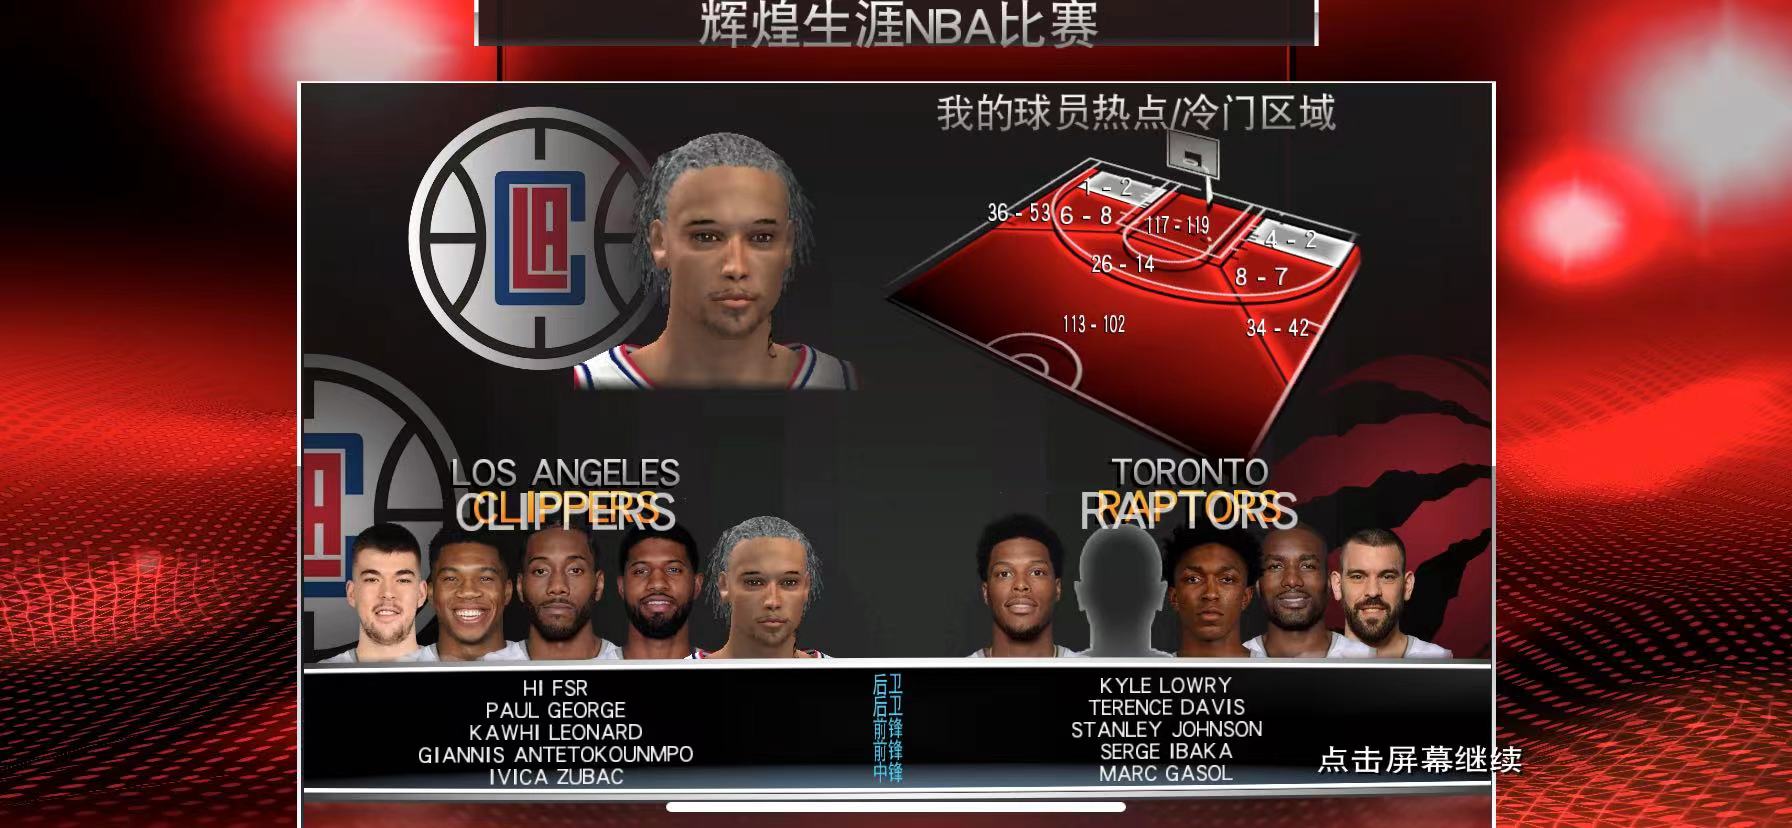 辉煌生涯NBA比赛
我的球员热点/冷门区域
1 - 2
36 - 53
6 - 8
117 - 119
4 - 2
26 - 14
8 - 7
113 - 102
34 - 42
LA
LOS ANGELES
CLIPPERS
TORONTO
RAPTORS
HI FSR 后卫 KYLE LOWRY
PAUL GEORGE 后卫 TERENCE DAVIS
KAWHI LEONARD 前锋 STANLEY JOHNSON
GIANNIS ANTETOKOUNMPO 前锋 SERGE IBAKA
IVICA ZUBAC 中锋 MARC GASOL
点击屏幕继续